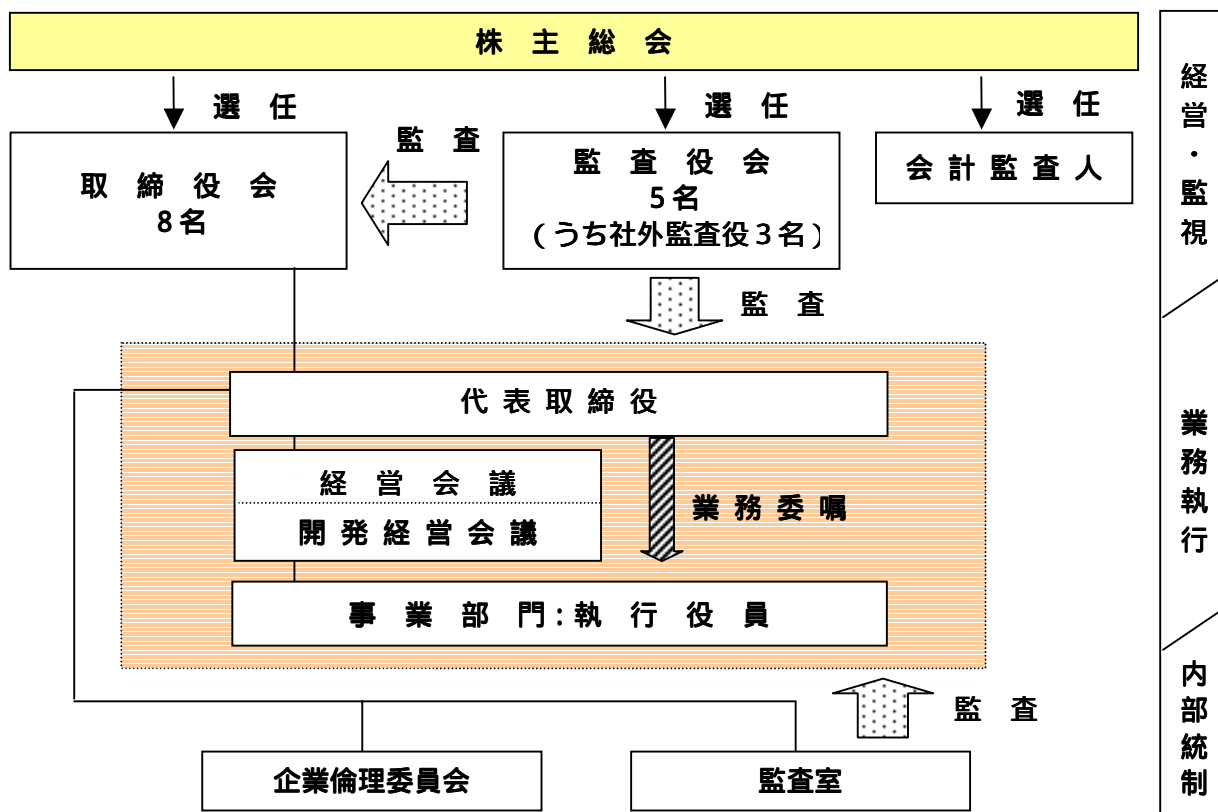 株主総会
選任
選任
選任
取締役会
8名
監査
監査役会
5名
(うち社外監査役3名)
会計監査人
監査
代表取締役
経営会議
開発経営会議
業務委嘱
事業部門:執行役員
監査
企業倫理委員会
監査室
経営・監視
業務執行
内部統制